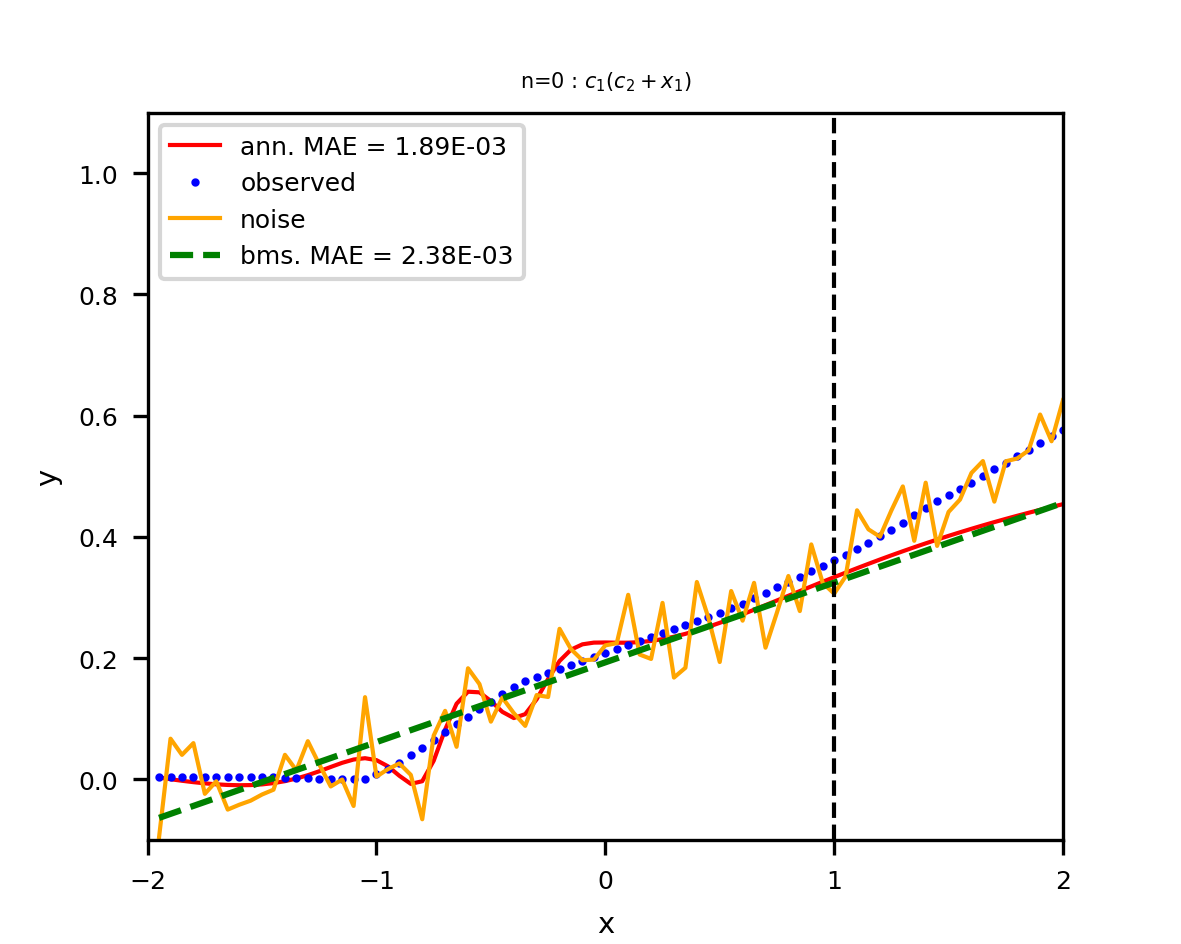 n=0 : c₁(c₂ + x₁)
ann. MAE = 1.89E-03
observed
noise
bms. MAE = 2.38E-03
1.0
0.8
0.6
0.4
0.2
0.0
y
−2
−1
0
1
2
x